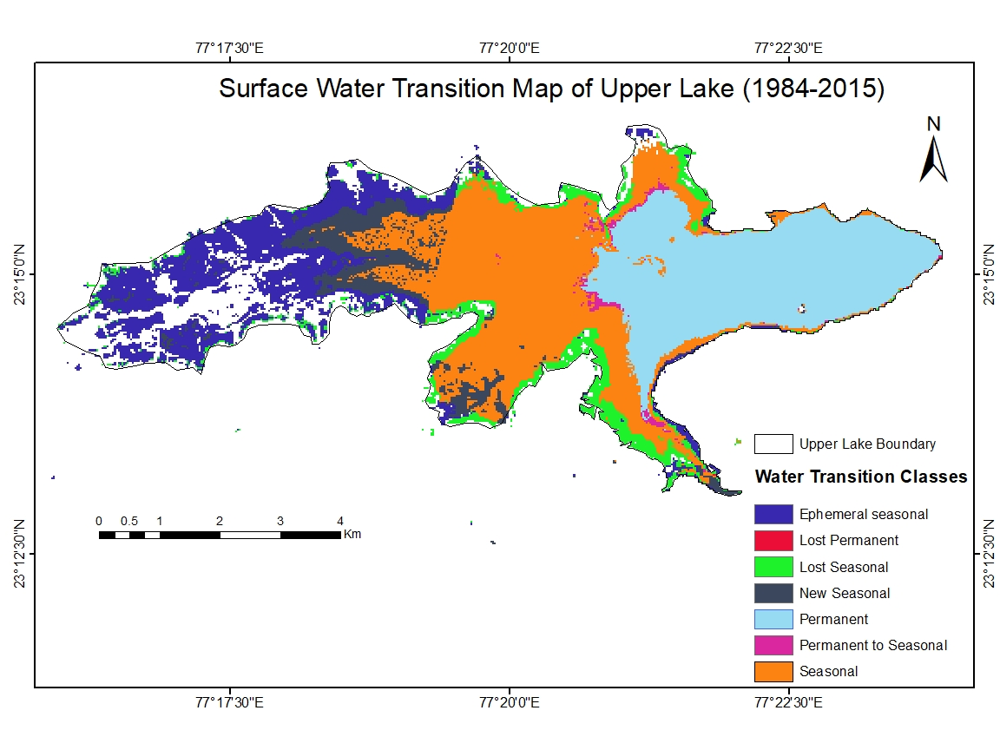 77°17'30"E 77°20'0"E 77°22'30"E
Surface Water Transition Map of Upper Lake (1984-2015)
N
23°15'0"N
23°15'0"N
Upper Lake Boundary
Water Transition Classes
Ephemeral seasonal
Lost Permanent
Lost Seasonal
New Seasonal
Permanent
Permanent to Seasonal
Seasonal
0 0.5 1 2 3 4
Km
23°12'30"N
23°12'30"N
77°17'30"E 77°20'0"E 77°22'30"E